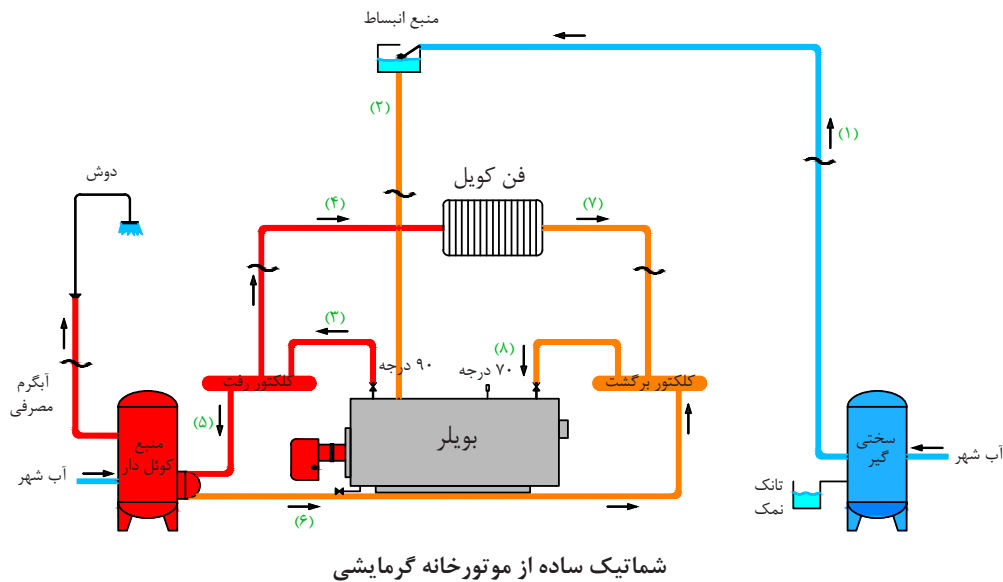 منبع انبساط
(۲)
(۱)
دوش
فن کویل
(۴)
(۷)
(۳)
(۸)
۹۰ درجه
۷۰ درجه
کلکتور رفت
کلکتور برگشت
آبگرم
مصرفی
(۵)
منبع
کوئل دار
بویلر
سختی
گیر
آب شهر
آب شهر
تانک
نمک
(۶)
شماتیک ساده از موتورخانه گرمایشی